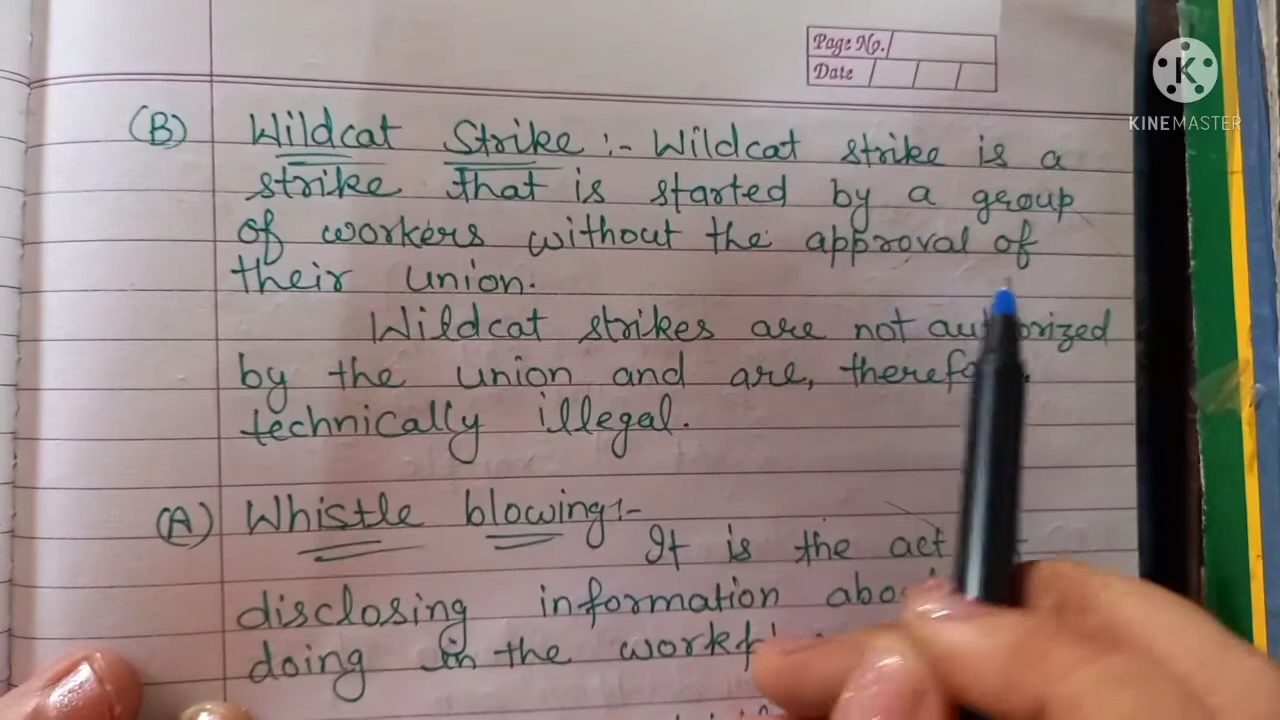 Page No.
Date
K
KINEMASTER
(B) Wildcat Strike :- Wildcat strike is a
strike that is started by a group
of workers without the approval of
their union.
Wildcat strikes are not authorized
by the union and are, therefo
technically illegal.
(A) Whistle blowing :-
It is the act
disclosing information abo
doing in the workpl